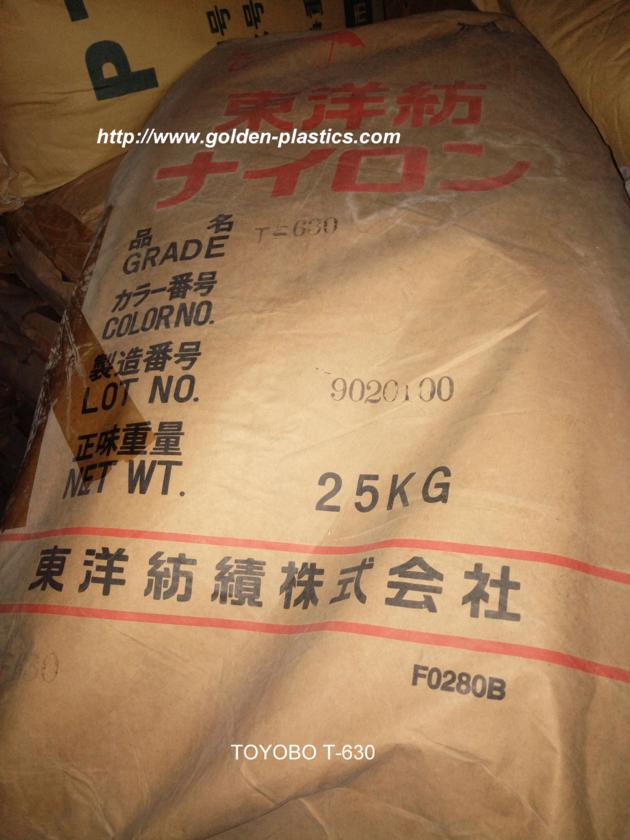 P-T
東洋紡
http://www.golden-plastics.com
ナイロン
品名 T-630
GRADE
カラー番号
COLOR NO.
製造番号
LOT NO. 9020100
正味重量
NET WT. 25KG
東洋紡績株式会社
F0280B
TOYOBO T-630